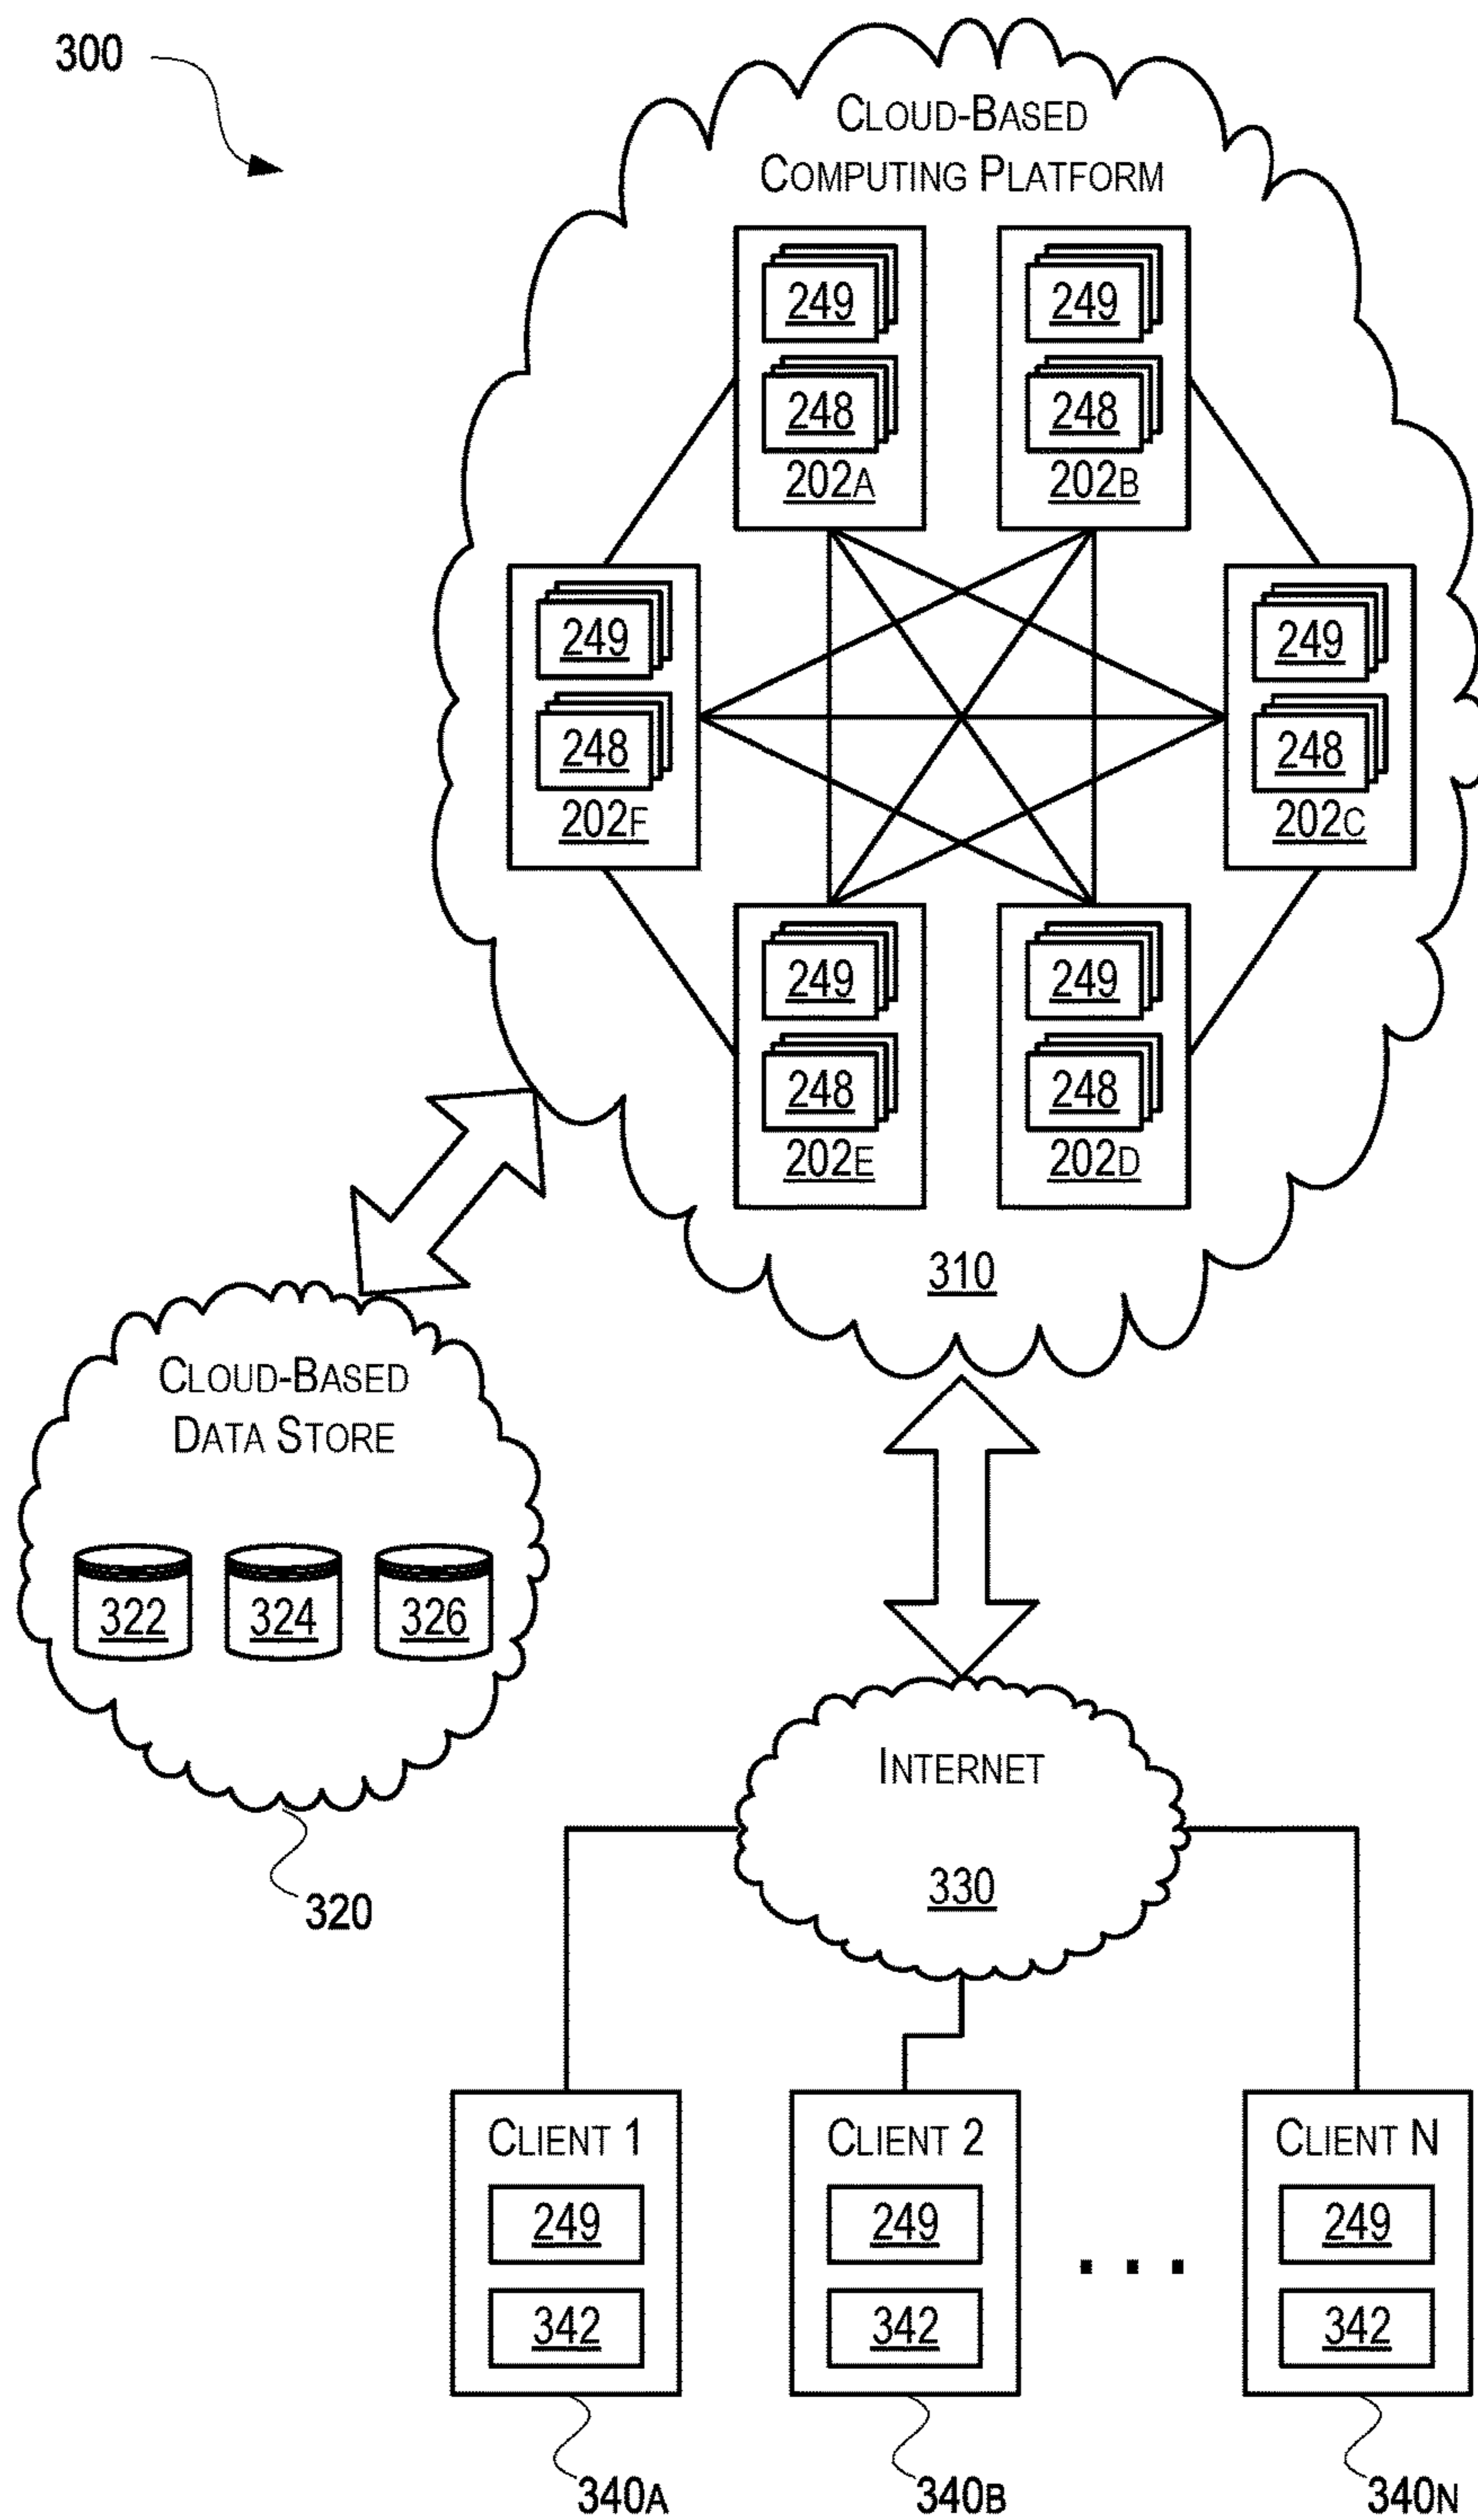 300
CLOUD-BASED
COMPUTING PLATFORM
249
248
202A
249
248
202B
249
248
202F
249
248
202C
249
248
202E
249
248
202D
310
CLOUD-BASED
DATA STORE
322 324 326
320
INTERNET
330
CLIENT 1
249
342
340A
CLIENT 2
249
342
340B
. . .
CLIENT N
249
342
340N